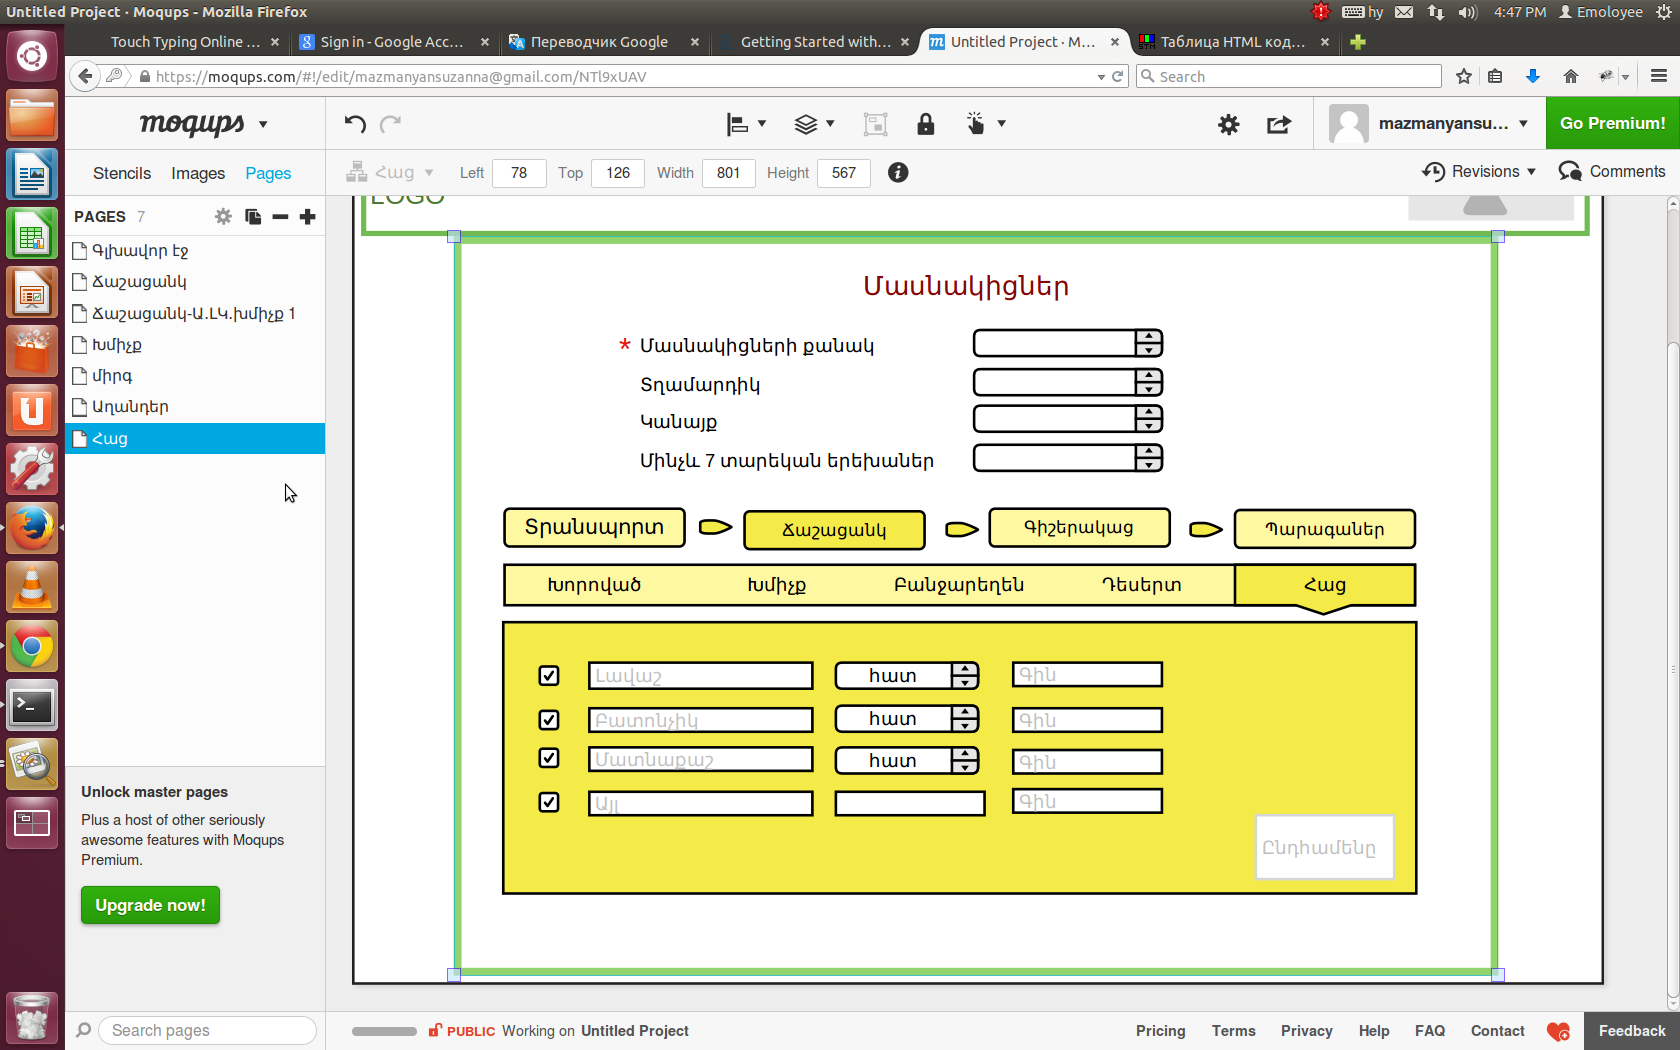 Untitled Project · Moqups - Mozilla Firefox
hy
4:47 PM
Emoloyee
Touch Typing Online ...
Sign in - Google Acc...
Переводчик Google
Getting Started with...
Untitled Project · M...
Таблица HTML код...
https://moqups.com/#!/edit/mazmanyansuzanna@gmail.com/NTl9xUAV
Search
moqups
mazmanyansu...
Go Premium!
Stencils
Images
Pages
Հաց
Left
78
Top
126
Width
801
Height
567
Revisions
Comments
PAGES 7
LOGO
Գլխավոր էջ
Ճաշացանկ
Ճաշացանկ-Ա.ԼԿ.խմիչք 1
Խմիչք
միրգ
Աղանդեր
Հաց
Մասնակիցներ
* Մասնակիցների քանակ
Տղամարդիկ
Կանայք
Մինչև 7 տարեկան երեխաներ
Տրանսպորտ
Ճաշացանկ
Գիշերակաց
Պարագաներ
Խորոված
Խմիչք
Բանջարեղեն
Դեսերտ
Հաց
Լավաշ
հատ
Գին
Բատոնչիկ
հատ
Գին
Մատնաքաշ
հատ
Գին
Այլ
Գին
Ընդհամենը
Unlock master pages
Plus a host of other seriously
awesome features with Moqups
Premium.
Upgrade now!
Search pages
PUBLIC Working on Untitled Project
Pricing
Terms
Privacy
Help
FAQ
Contact
Feedback